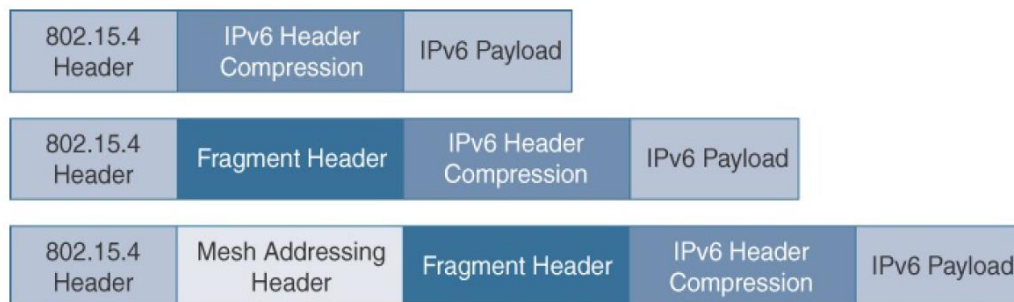 802.15.4 Header
IPv6 Header Compression
IPv6 Payload
802.15.4 Header
Fragment Header
IPv6 Header Compression
IPv6 Payload
802.15.4 Header
Mesh Addressing Header
Fragment Header
IPv6 Header Compression
IPv6 Payload